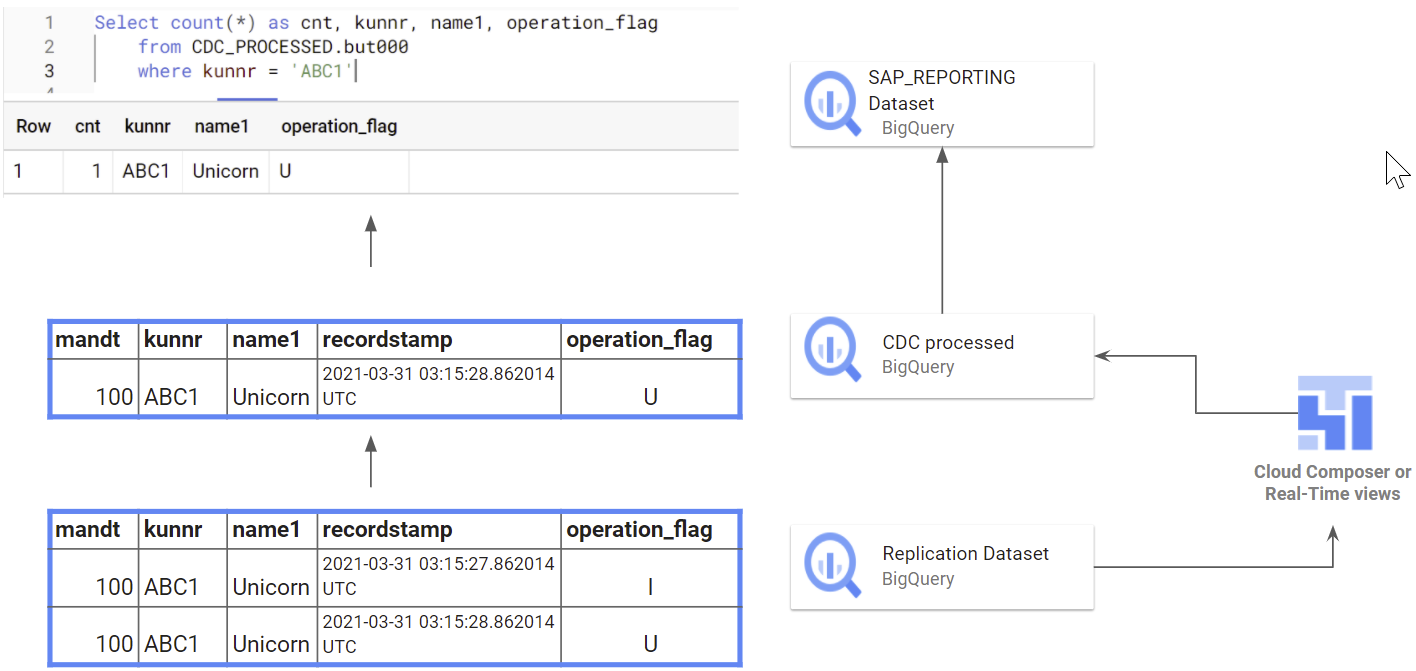 1 Select count(*) as cnt, kunnr, name1, operation_flag
2 from CDC_PROCESSED.but000
3 where kunnr = 'ABC1'
Row cnt kunnr name1 operation_flag
1 1 ABC1 Unicorn U
mandt kunnr name1 recordstamp operation_flag
100 ABC1 Unicorn 2021-03-31 03:15:28.862014 UTC U
mandt kunnr name1 recordstamp operation_flag
100 ABC1 Unicorn 2021-03-31 03:15:27.862014 UTC I
100 ABC1 Unicorn 2021-03-31 03:15:28.862014 UTC U
SAP_REPORTING
Dataset
BigQuery
CDC processed
BigQuery
Cloud Composer or
Real-Time views
Replication Dataset
BigQuery